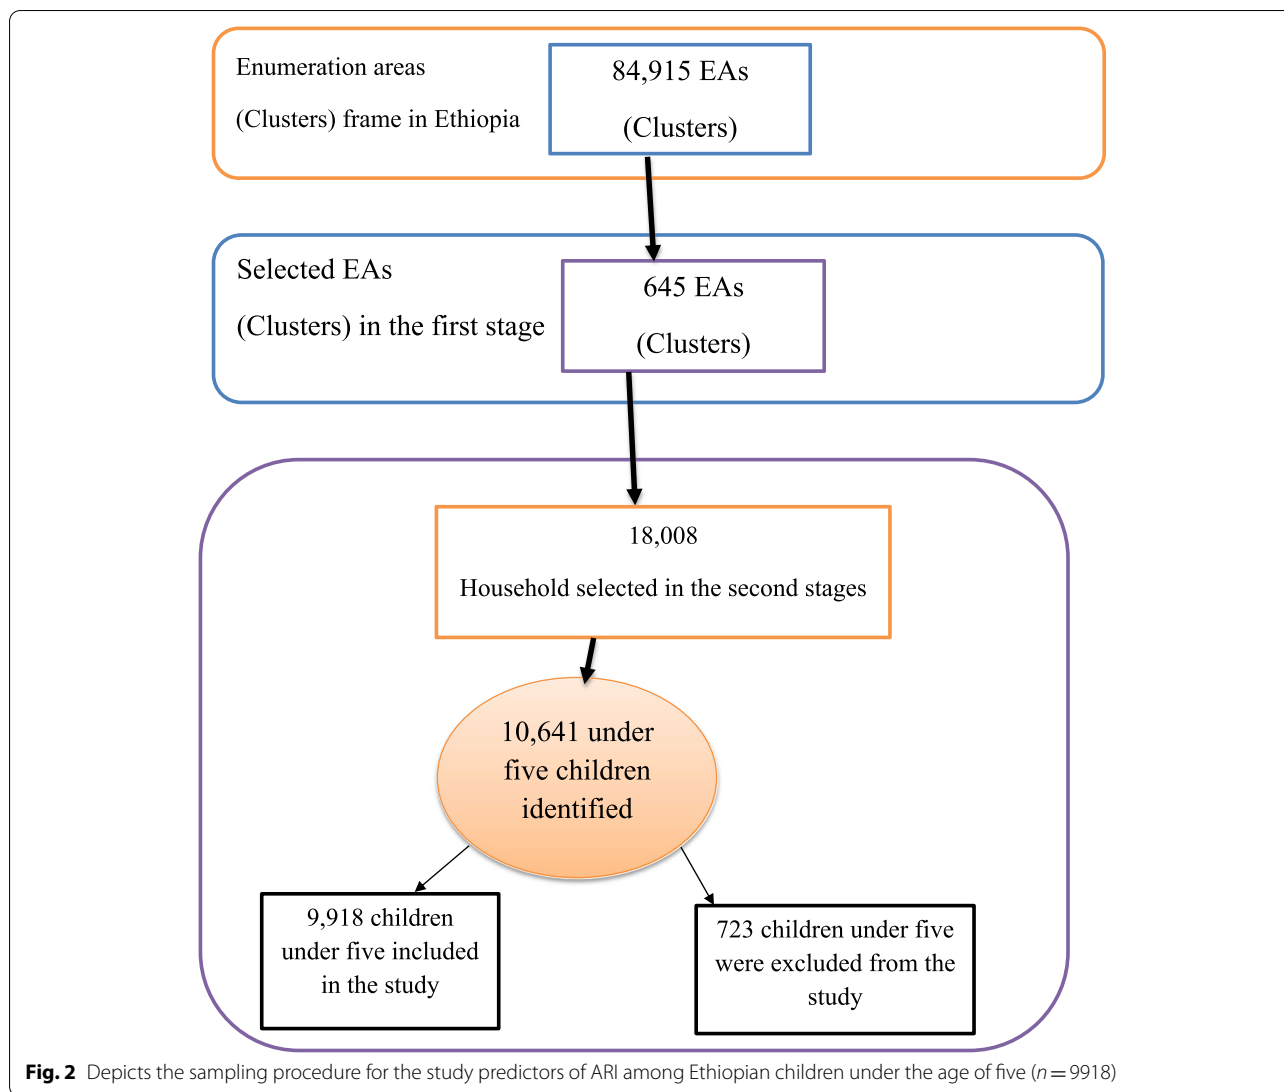 Enumeration areas
(Clusters) frame in Ethiopia
84,915 EAs
(Clusters)
Selected EAs
(Clusters) in the first stage
645 EAs
(Clusters)
18,008
Household selected in the second stages
10,641 under
five children
identified
9,918 children
under five included
in the study
723 children under five
were excluded from the
study
Fig. 2 Depicts the sampling procedure for the study predictors of ARI among Ethiopian children under the age of five (n = 9918)